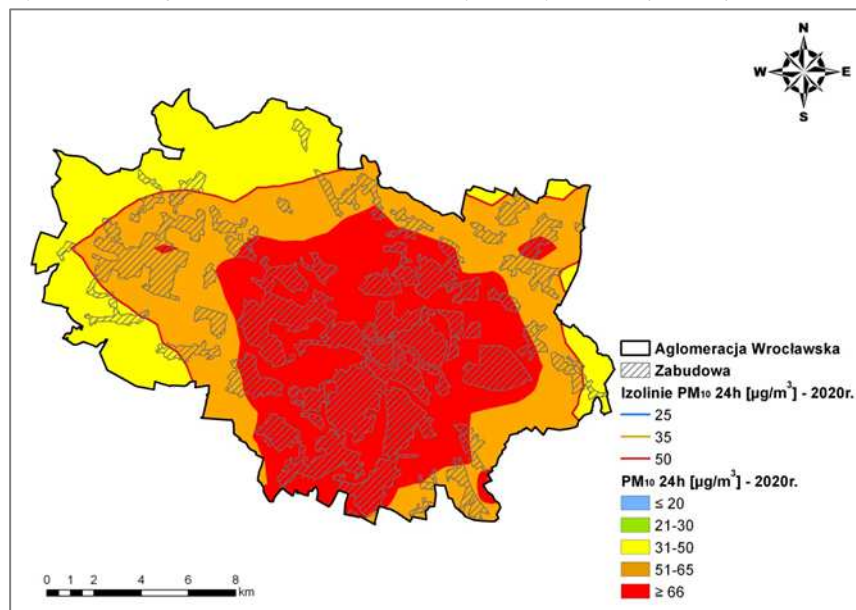 N
W E
S
Aglomeracja Wrocławska
Zabudowa
Izolinie PM10 24h [µg/m³] - 2020r.
25
35
50
PM10 24h [µg/m³] - 2020r.
≤ 20
21-30
31-50
51-65
≥ 66
0 1 2 4 6 8
km